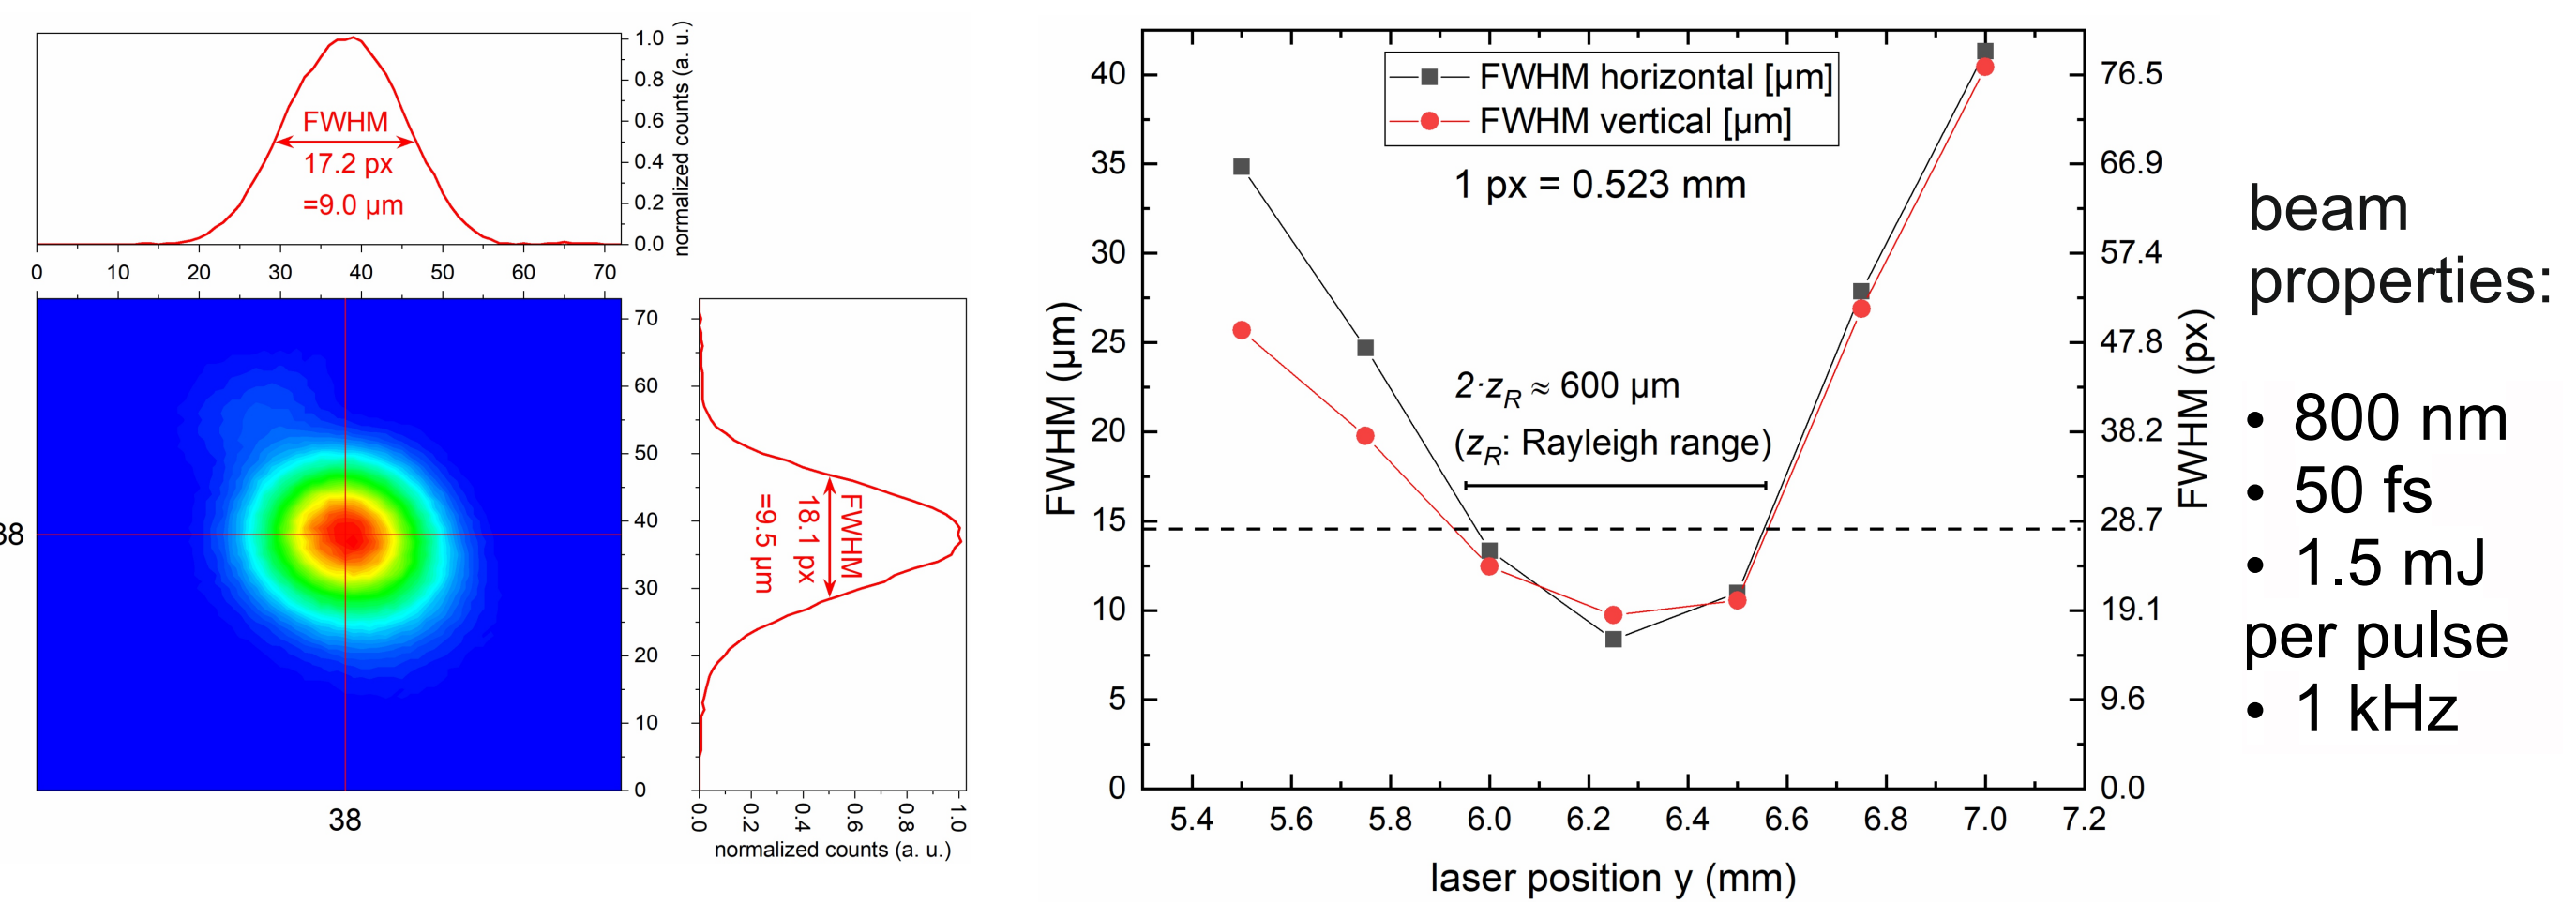 1.0
0.8
0.6
0.4
0.2
0.0
normalized counts (a. u.)
FWHM
17.2 px
=9.0 µm
0 10 20 30 40 50 60 70
70
60
50
40
30
20
10
0
38
38
FWHM
18.1 px
=9.5 µm
0.0 0.2 0.4 0.6 0.8 1.0
normalized counts (a. u.)
FWHM (µm)
40
35
30
25
20
15
10
5
0
FWHM horizontal [µm]
FWHM vertical [µm]
1 px = 0.523 mm
2·zR ≈ 600 µm
(zR: Rayleigh range)
76.5
66.9
57.4
47.8
38.2
28.7
19.1
9.6
0.0
FWHM (px)
5.4 5.6 5.8 6.0 6.2 6.4 6.6 6.8 7.0 7.2
laser position y (mm)
beam
properties:
• 800 nm
• 50 fs
• 1.5 mJ
per pulse
• 1 kHz